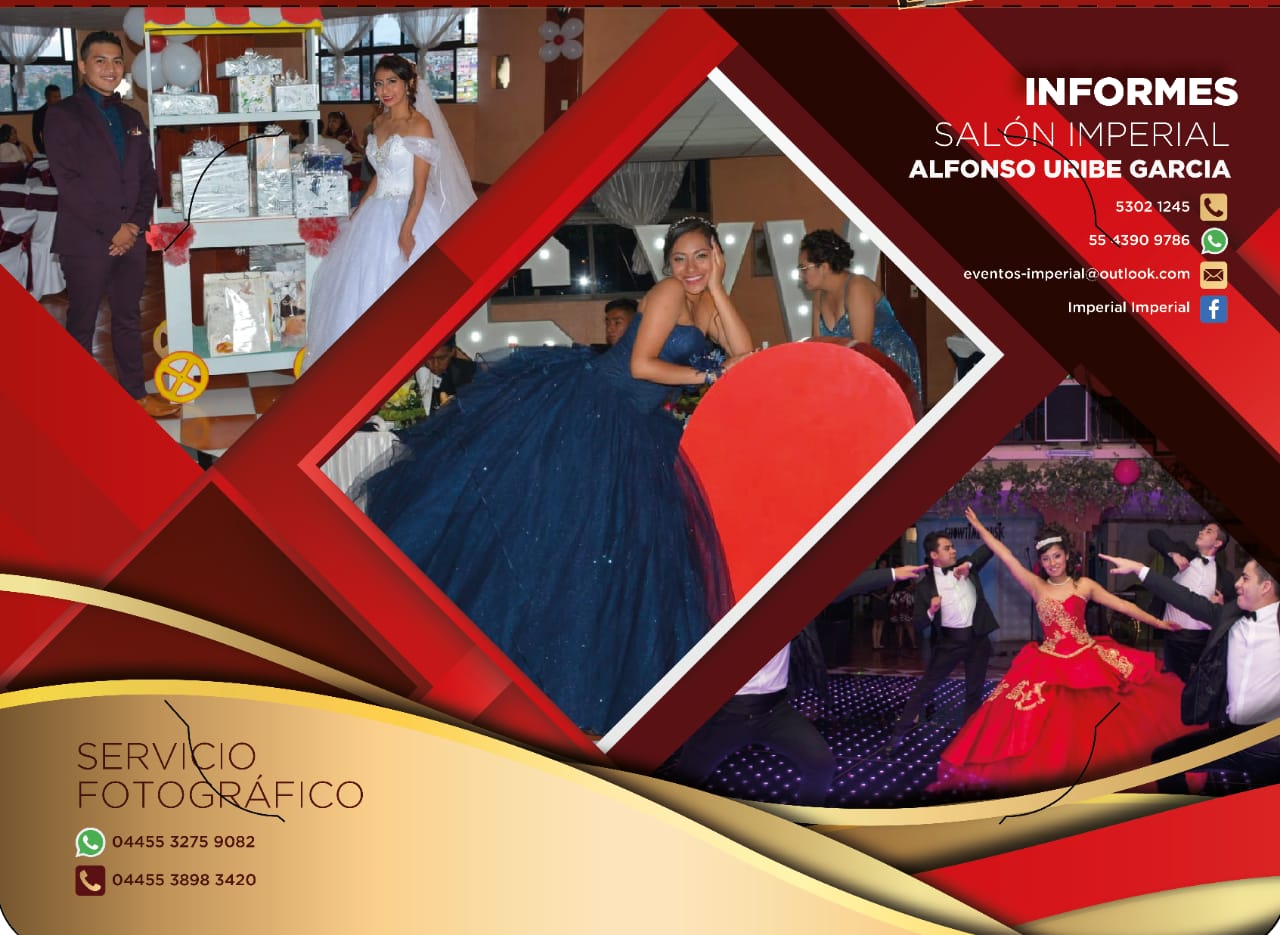 INFORMES
SALÓN IMPERIAL
ALFONSO URIBE GARCIA
5302 1245
55 4390 9786
eventos-imperial@outlook.com
Imperial Imperial
SERVICIO
FOTOGRÁFICO
04455 3275 9082
04455 3898 3420